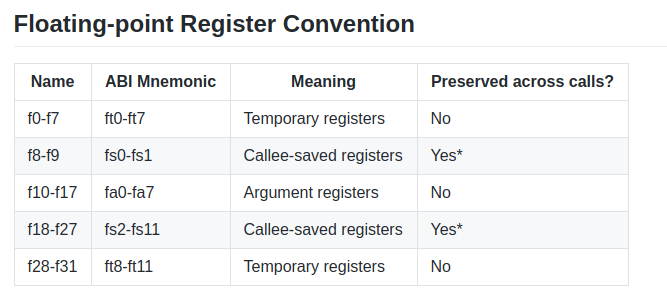 Floating-point Register Convention
Name ABI Mnemonic Meaning Preserved across calls?
f0-f7 ft0-ft7 Temporary registers No
f8-f9 fs0-fs1 Callee-saved registers Yes*
f10-f17 fa0-fa7 Argument registers No
f18-f27 fs2-fs11 Callee-saved registers Yes*
f28-f31 ft8-ft11 Temporary registers No